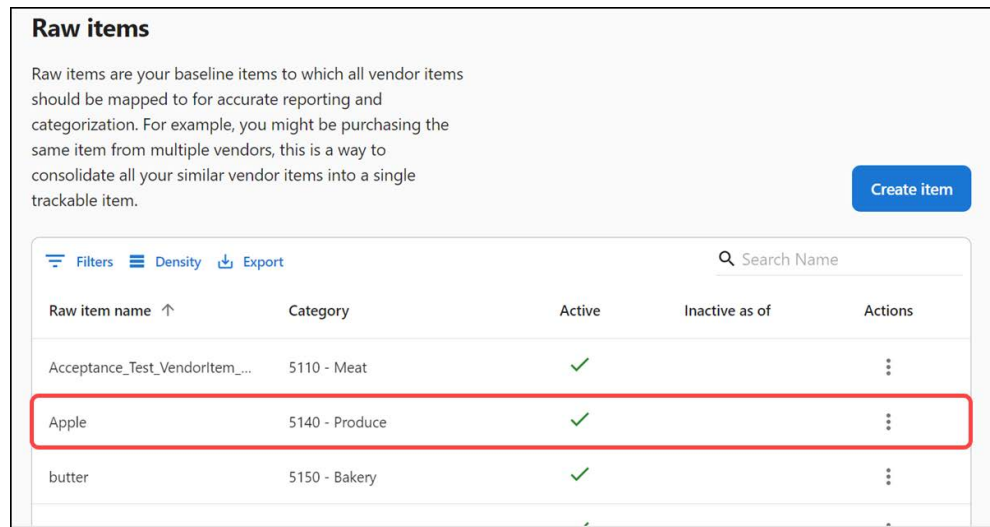 Raw items
Raw items are your baseline items to which all vendor items
should be mapped to for accurate reporting and
categorization. For example, you might be purchasing the
same item from multiple vendors, this is a way to
consolidate all your similar vendor items into a single
trackable item.
Create item
Filters Density Export Search Name
Raw item name Category Active Inactive as of Actions
Acceptance_Test_VendorItem_... 5110 - Meat
Apple 5140 - Produce
butter 5150 - Bakery